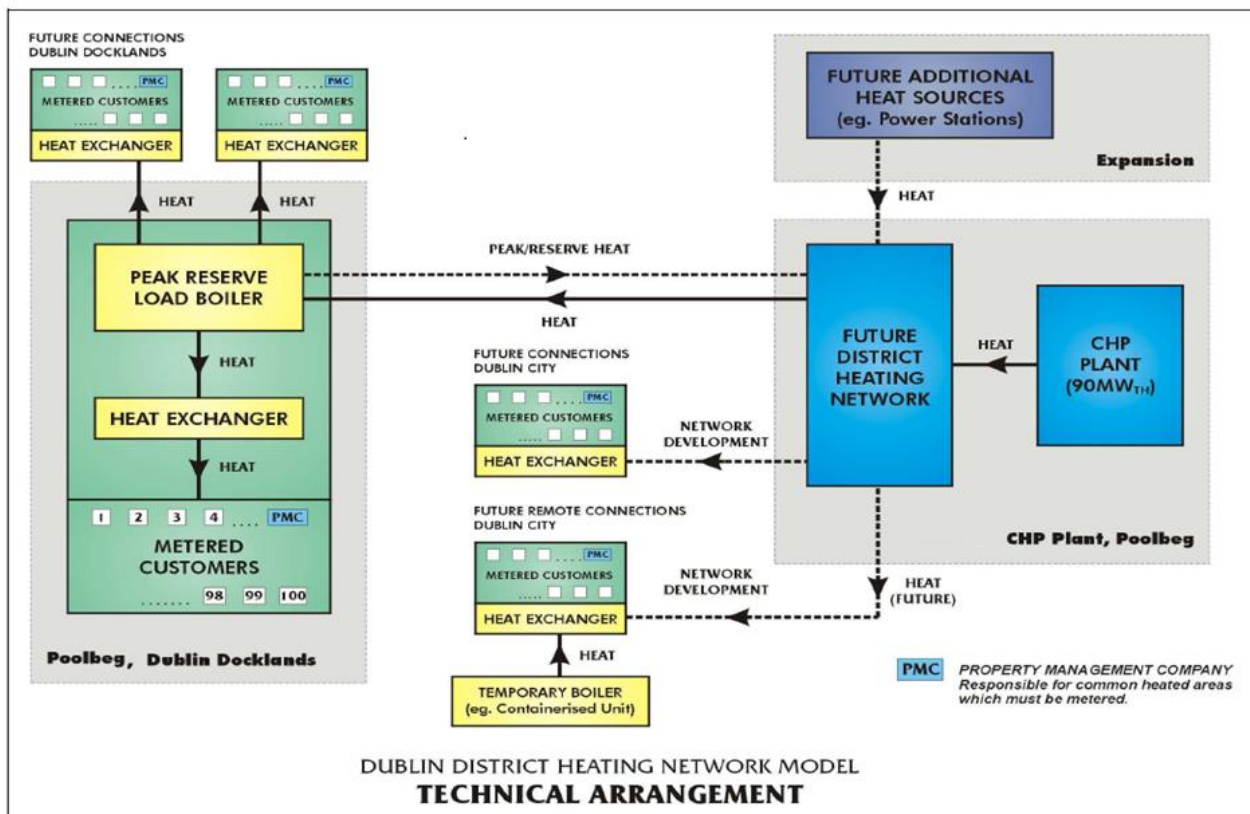 FUTURE CONNECTIONS
DUBLIN DOCKLANDS
.... PMC
METERED CUSTOMERS
.....
HEAT EXCHANGER
.... PMC
METERED CUSTOMERS
.....
HEAT EXCHANGER
HEAT
HEAT
PEAK RESERVE
LOAD BOILER
HEAT
HEAT EXCHANGER
HEAT
1 2 3 4 .... PMC
METERED
CUSTOMERS
....... 98 99 100
Poolbeg, Dublin Docklands
PEAK/RESERVE HEAT
HEAT
FUTURE CONNECTIONS
DUBLIN CITY
.... PMC
METERED CUSTOMERS
.....
HEAT EXCHANGER
NETWORK
DEVELOPMENT
FUTURE REMOTE CONNECTIONS
DUBLIN CITY
.... PMC
METERED CUSTOMERS
.....
HEAT EXCHANGER
NETWORK
DEVELOPMENT
HEAT
TEMPORARY BOILER
(eg. Containerised Unit)
FUTURE ADDITIONAL
HEAT SOURCES
(eg. Power Stations)
Expansion
HEAT
FUTURE
DISTRICT
HEATING
NETWORK
HEAT
CHP
PLANT
(90MWTH)
CHP Plant, Poolbeg
HEAT
(FUTURE)
PMC PROPERTY MANAGEMENT COMPANY
Responsible for common heated areas
which must be metered.
DUBLIN DISTRICT HEATING NETWORK MODEL
TECHNICAL ARRANGEMENT